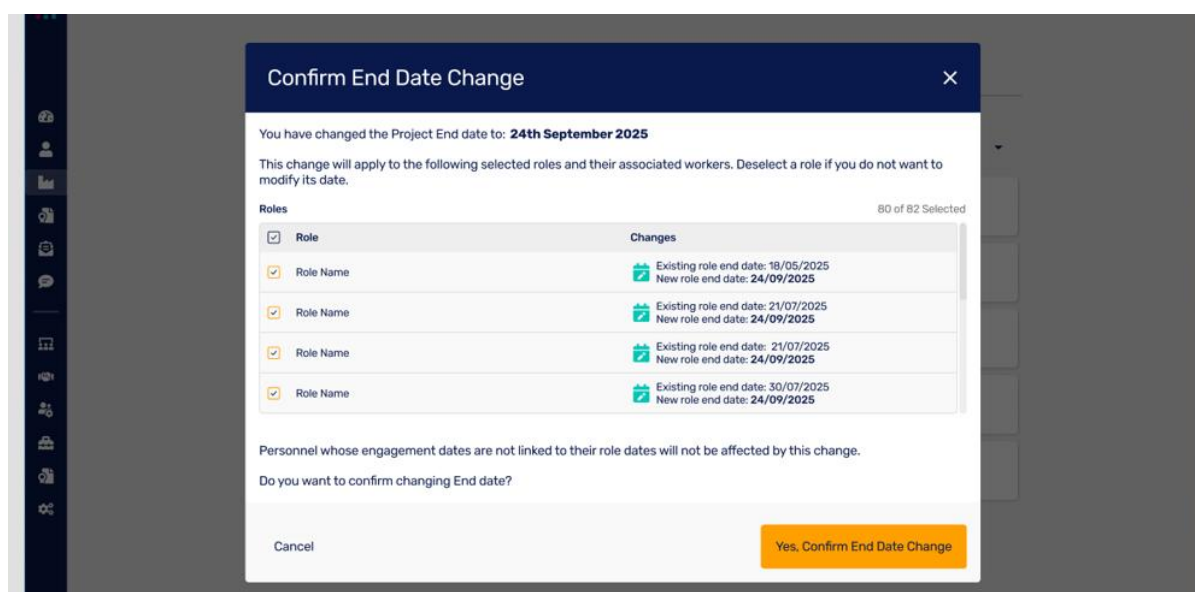 Confirm End Date Change
You have changed the Project End date to: 24th September 2025
This change will apply to the following selected roles and their associated workers. Deselect a role if you do not want to
modify its date.
Roles
80 of 82 Selected
Role
Changes
Role Name
Existing role end date: 18/05/2025
New role end date: 24/09/2025
Role Name
Existing role end date: 21/07/2025
New role end date: 24/09/2025
Role Name
Existing role end date: 21/07/2025
New role end date: 24/09/2025
Role Name
Existing role end date: 30/07/2025
New role end date: 24/09/2025
Personnel whose engagement dates are not linked to their role dates will not be affected by this change.
Do you want to confirm changing End date?
Cancel
Yes, Confirm End Date Change